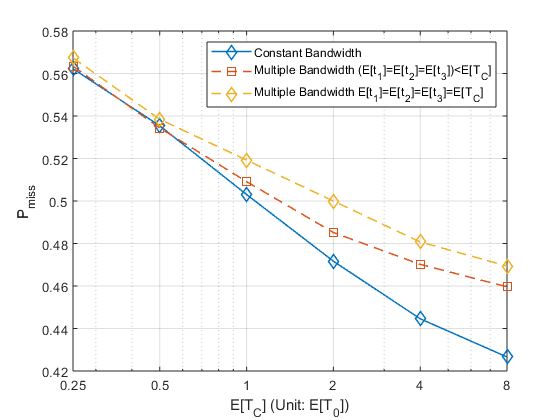 0.58
0.56
0.54
0.52
0.5
0.48
0.46
0.44
0.42
P_miss
Constant Bandwidth
Multiple Bandwidth (E[t_1]=E[t_2]=E[t_3])<E[T_C]
Multiple Bandwidth E[t_1]=E[t_2]=E[t_3]=E[T_C]
0.25 0.5 1 2 4 8
E[T_C] (Unit: E[T_0])